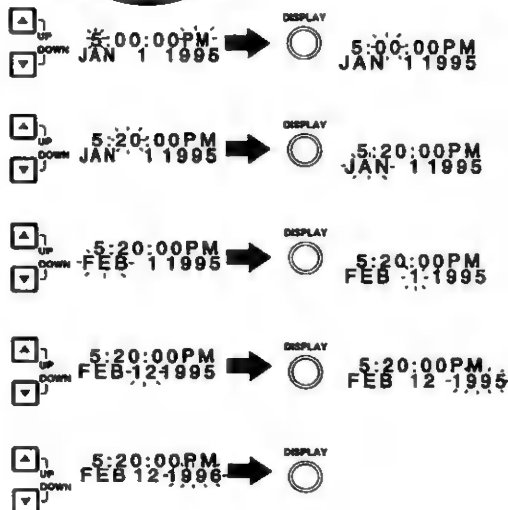 DISPLAY
UP
DOWN
5:00:00PM
JAN 1 1995
5:00:00PM
JAN 1 1995
DISPLAY
UP
DOWN
5:20:00PM
JAN 1 1995
5:20:00PM
JAN 1 1995
DISPLAY
UP
DOWN
5:20:00PM
FEB 1 1995
5:20:00PM
FEB 1 1995
DISPLAY
UP
DOWN
5:20:00PM
FEB 12 1995
5:20:00PM
FEB 12 1995
DISPLAY
UP
DOWN
5:20:00PM
FEB 12 1996